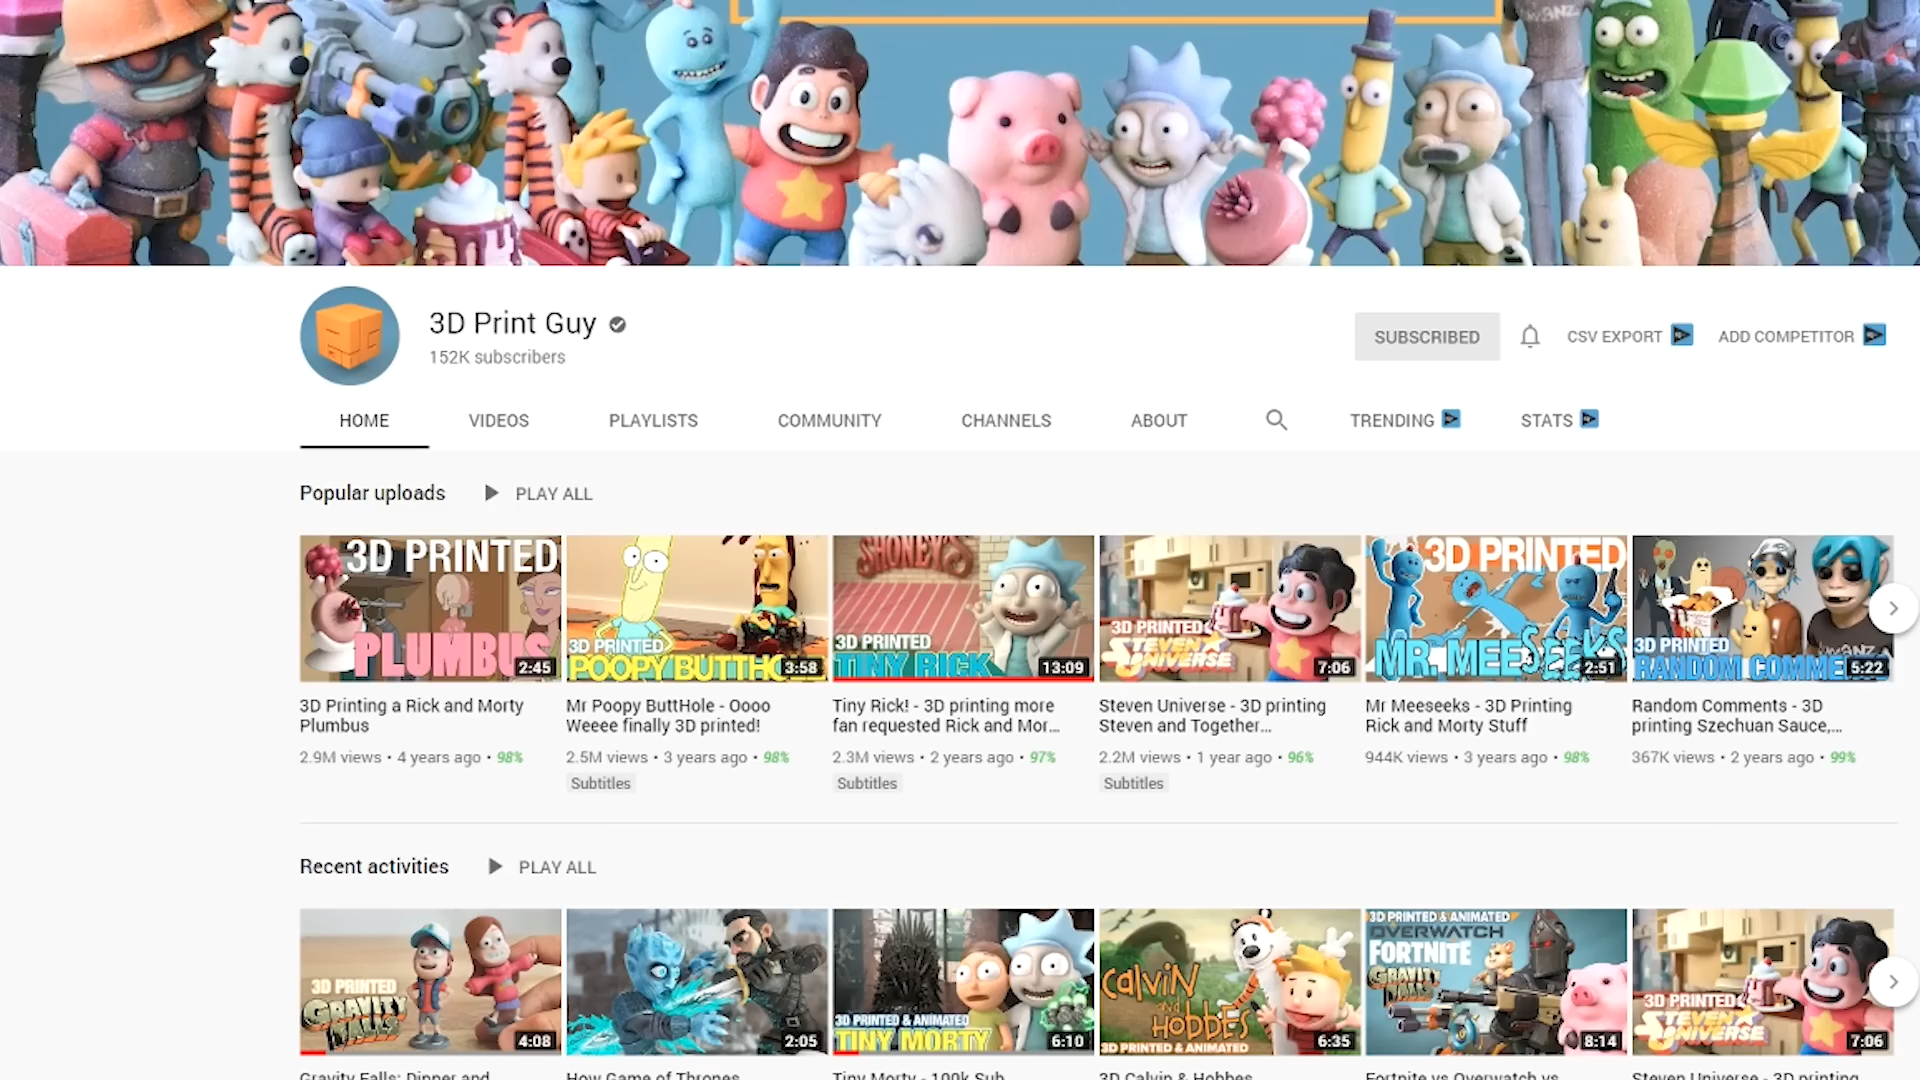 3D Print Guy
152K subscribers
SUBSCRIBED
CSV EXPORT
ADD COMPETITOR
HOME
VIDEOS
PLAYLISTS
COMMUNITY
CHANNELS
ABOUT
TRENDING
STATS
Popular uploads
PLAY ALL
3D PRINTED
PLUMBUS
2:45
3D PRINTED
POOPY BUTTHO
3:58
SHONEY'S
3D PRINTED
TINY RICK
13:09
3D PRINTED
STEVEN
UNIVERSE
7:06
3D PRINTED
MR. MEESEEKS
2:51
3D PRINTED
RANDOM COMME
5:22
3D Printing a Rick and Morty
Plumbus
2.9M views • 4 years ago • 98%
Mr Poopy ButtHole - Oooo
Weeee finally 3D printed!
2.5M views • 3 years ago • 98%
Subtitles
Tiny Rick! - 3D printing more
fan requested Rick and Mor...
2.3M views • 2 years ago • 97%
Subtitles
Steven Universe - 3D printing
Steven and Together...
2.2M views • 1 year ago • 96%
Subtitles
Mr Meeseeks - 3D Printing
Rick and Morty Stuff
944K views • 3 years ago • 98%
Random Comments - 3D
printing Szechuan Sauce,...
367K views • 2 years ago • 99%
Recent activities
PLAY ALL
3D PRINTED
GRAVITY
FALLS
4:08
2:05
3D PRINTED & ANIMATED
TINY MORTY
6:10
CALVIN
AND
HOBBES
3D PRINTED & ANIMATED
6:35
3D PRINTED & ANIMATED
OVERWATCH
FORTNITE
GRAVITY
FALLS
8:14
3D PRINTED
STEVEN
UNIVERSE
7:06
Gravity Falls: Dipper and
How Game of Thrones
Tiny Morty - 100k Sub
3D Calvin & Hobbes
Fortnite vs Overwatch vs
Steven Universe - 3D printing